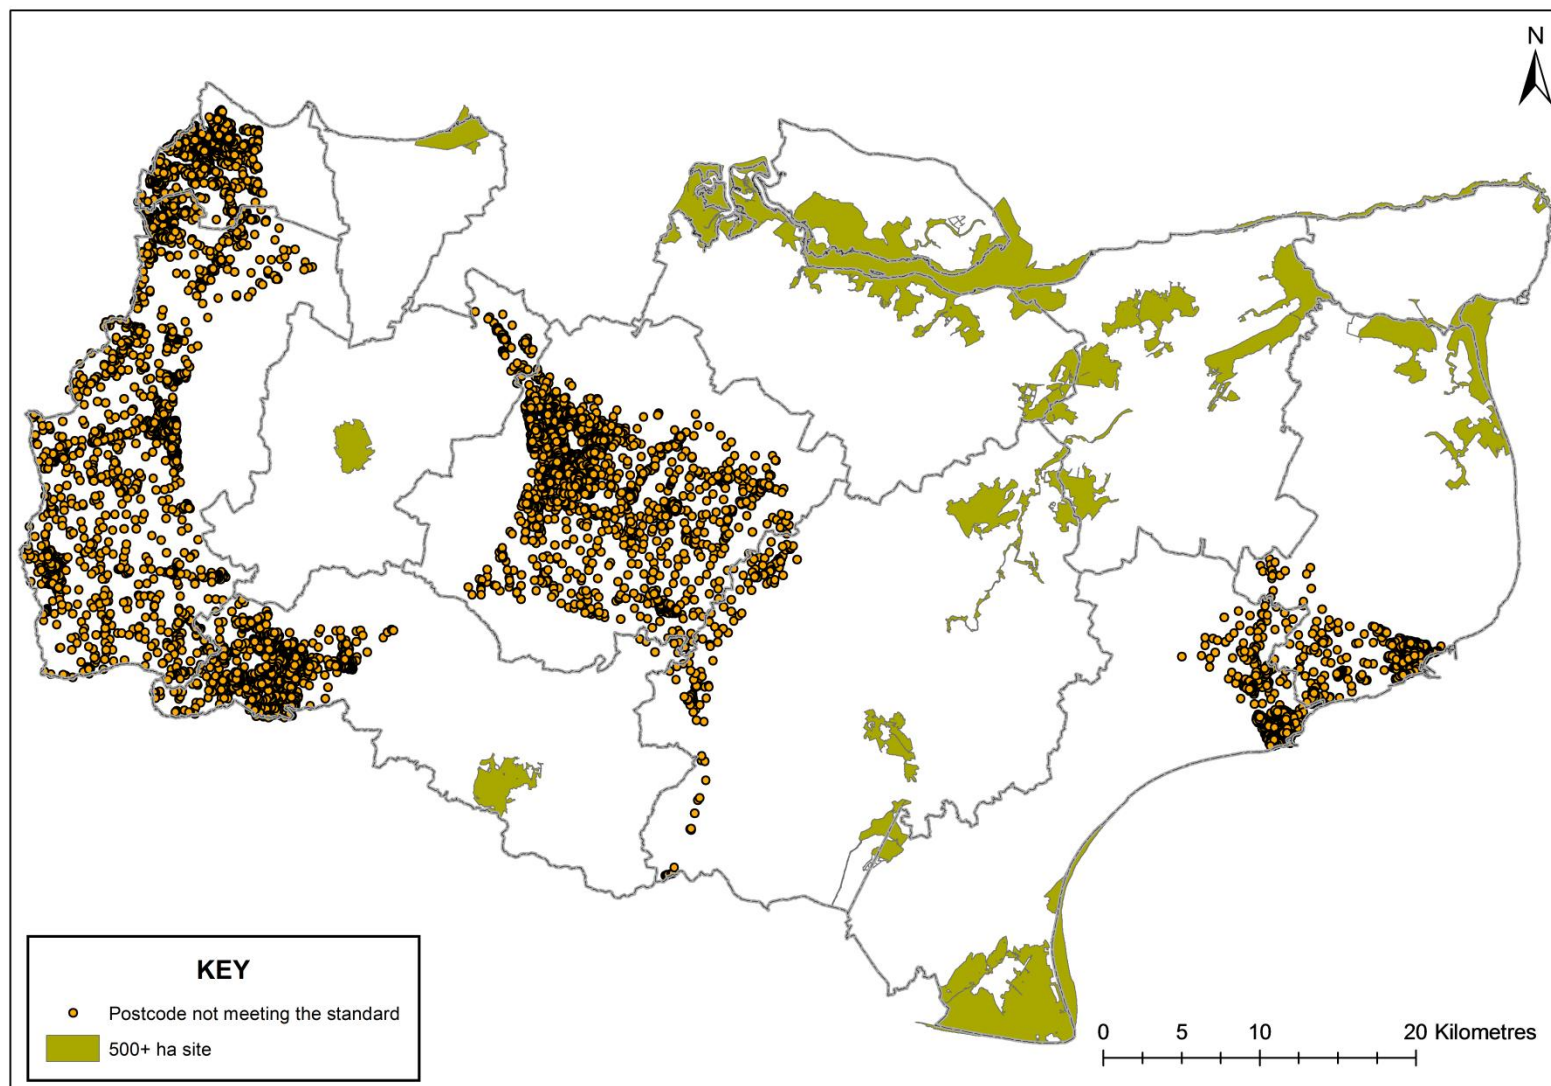 N
KEY
Postcode not meeting the standard
500+ ha site
0 5 10 20 Kilometres